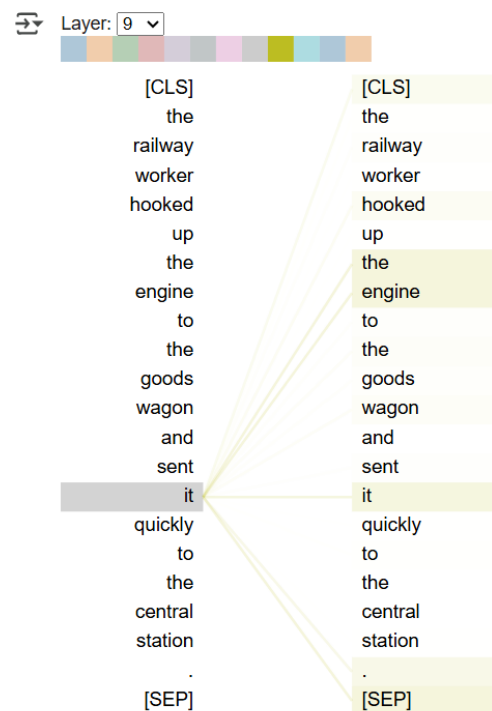 Layer: 9
[CLS] [CLS]
the the
railway railway
worker worker
hooked hooked
up up
the the
engine engine
to to
the the
goods goods
wagon wagon
and and
sent sent
it it
quickly quickly
to to
the the
central central
station station
. .
[SEP] [SEP]